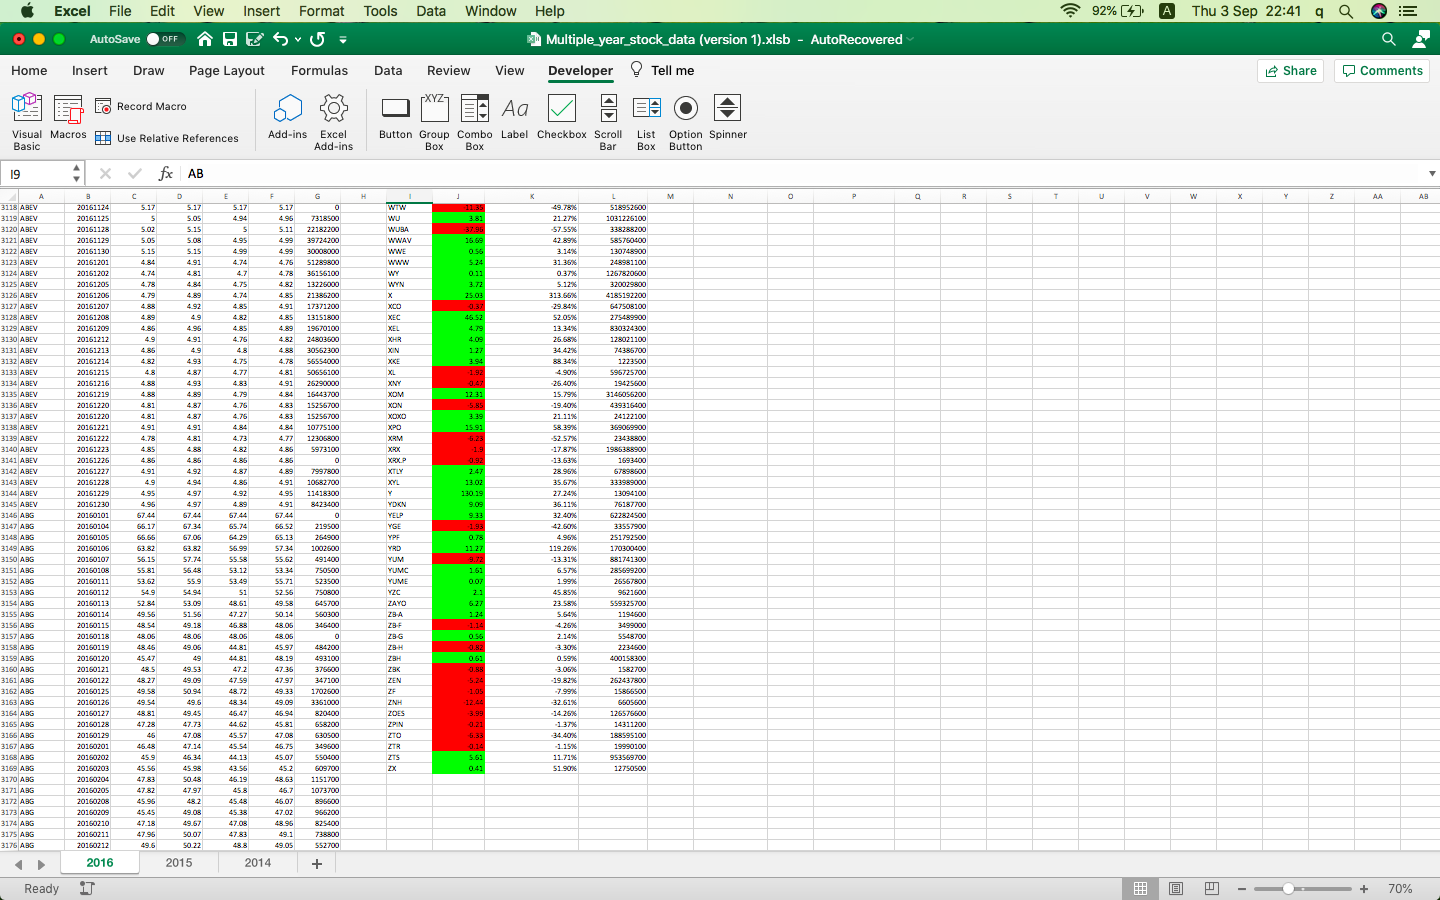 Excel File Edit View Insert Format Tools Data Window Help 92% A Thu 3 Sep 22:41 q
AutoSave OFF Multiple_year_stock_data (version 1).xlsb - AutoRecovered
Home Insert Draw Page Layout Formulas Data Review View Developer Tell me Share Comments
Visual Basic Macros Record Macro Use Relative References Add-ins Excel Add-ins Button XYZ Group Box Combo Box Aa Label Checkbox Scroll Bar List Box Option Button Spinner
I9 fx AB
A B C D E F G H I J K L M N O P Q R S T U V W X Y Z AA AB
3118 ABEV 20161124 5.17 5.17 5.17 5.17 0 WTW -49.78% 518952600
3119 ABEV 20161125 5 5.05 4.94 4.96 7318500 WU 3.81 21.27% 1031226100
3120 ABEV 20161128 5.02 5.15 5 5.11 22182200 WUBA -57.55% 338288200
3121 ABEV 20161129 5.05 5.08 4.95 4.99 39724200 WWAV 16.69 42.89% 585760400
3122 ABEV 20161130 5.15 5.15 4.99 4.99 30008000 WWE 0.56 3.14% 130748900
3123 ABEV 20161201 4.84 4.91 4.74 4.76 51289800 WWW 5.24 31.36% 248981100
3124 ABEV 20161202 4.74 4.81 4.7 4.78 36156100 WY 0.11 0.37% 1267820600
3125 ABEV 20161205 4.78 4.84 4.75 4.82 13226000 WYN 3.72 5.12% 320029800
3126 ABEV 20161206 4.79 4.89 4.74 4.85 21386200 X 25.03 313.66% 4185192200
3127 ABEV 20161207 4.88 4.92 4.85 4.91 17371200 XCO -29.84% 647508100
3128 ABEV 20161208 4.89 4.9 4.82 4.85 13151800 XEC 46.52 52.05% 275489900
3129 ABEV 20161209 4.86 4.96 4.85 4.89 19670100 XEL 4.79 13.34% 830324300
3130 ABEV 20161212 4.9 4.91 4.76 4.82 24803600 XHR 4.09 26.68% 128021100
3131 ABEV 20161213 4.86 4.9 4.8 4.88 30562300 XIN 1.27 34.42% 74386700
3132 ABEV 20161214 4.82 4.93 4.75 4.78 56554000 XKE 3.94 88.34% 1223500
3133 ABEV 20161215 4.8 4.87 4.77 4.81 50656100 XL -1.92 -4.90% 596725700
3134 ABEV 20161216 4.88 4.93 4.83 4.91 26290000 XNY -0.47 -26.40% 19425600
3135 ABEV 20161219 4.88 4.89 4.79 4.84 16443700 XOM 12.31 15.79% 3146056200
3136 ABEV 20161220 4.81 4.87 4.76 4.83 15256700 XON -19.40% 439316400
3137 ABEV 20161220 4.81 4.87 4.76 4.83 15256700 XOXO 3.39 21.11% 24122100
3138 ABEV 20161221 4.91 4.91 4.84 4.84 10775100 XPO 15.91 58.39% 369069900
3139 ABEV 20161222 4.78 4.81 4.73 4.77 12306800 XRM -6.29 -52.57% 23438800
3140 ABEV 20161223 4.85 4.88 4.82 4.86 5973100 XRX -1.9 -17.87% 1986388900
3141 ABEV 20161226 4.86 4.86 4.86 4.86 0 XRX.P -13.63% 1693400
3142 ABEV 20161227 4.91 4.92 4.87 4.89 7997800 XTLY 2.47 28.96% 67898600
3143 ABEV 20161228 4.9 4.94 4.86 4.91 10682700 XYL 13.02 35.67% 333989000
3144 ABEV 20161229 4.95 4.97 4.92 4.95 11418300 Y 130.19 27.24% 13094100
3145 ABEV 20161230 4.96 4.97 4.89 4.91 8423400 YDKN 9.09 36.11% 76187700
3146 ABG 20160101 67.44 67.44 67.44 67.44 0 YELP 9.33 32.40% 622824500
3147 ABG 20160104 66.17 67.34 65.74 66.52 219500 YGE -1.93 -42.60% 33557900
3148 ABG 20160105 66.66 67.06 64.29 65.13 264900 YPF 0.78 4.96% 251792500
3149 ABG 20160106 63.82 63.82 56.99 57.34 1002600 YRD 11.27 119.26% 170300400
3150 ABG 20160107 56.15 57.74 55.58 55.62 491400 YUM -13.31% 881741300
3151 ABG 20160108 55.81 56.48 53.12 53.34 750500 YUMC 1.61 6.57% 285699200
3152 ABG 20160111 53.62 55.9 53.49 55.71 523500 YUME 0.07 1.99% 26567800
3153 ABG 20160112 54.9 54.94 51 52.56 750800 YZC 2.1 45.85% 9621600
3154 ABG 20160113 52.84 53.09 48.61 49.58 645700 ZAYO 6.27 23.58% 559325700
3155 ABG 20160114 49.56 51.56 47.27 50.14 560300 ZB-A 1.24 5.64% 1194600
3156 ABG 20160115 48.54 49.18 46.88 48.06 346400 ZB-F -4.26% 3499000
3157 ABG 20160118 48.06 48.06 48.06 48.06 0 ZB-G 0.56 2.14% 5548700
3158 ABG 20160119 48.46 49.06 44.81 45.97 484200 ZB-H -3.30% 2234600
3159 ABG 20160120 45.47 49 44.81 48.19 493100 ZBH 0.61 0.59% 400158300
3160 ABG 20160121 48.5 49.53 47.2 47.36 376600 ZBK -3.06% 1582700
3161 ABG 20160122 48.27 49.09 47.59 47.97 347100 ZEN -5.24 -19.82% 262437800
3162 ABG 20160125 49.58 50.94 48.72 49.33 1702600 ZF -7.99% 15866500
3163 ABG 20160126 49.54 49.6 48.34 49.09 3361000 ZNH -12.44 -32.61% 6605600
3164 ABG 20160127 48.81 49.45 46.47 46.94 820400 ZOES -3.99 -14.26% 126576600
3165 ABG 20160128 47.28 47.73 44.62 45.81 658200 ZPIN -0.21 -1.37% 14311200
3166 ABG 20160129 46 47.08 45.57 47.08 630500 ZTO -34.40% 188595100
3167 ABG 20160201 46.48 47.14 45.54 46.75 349600 ZTR -0.14 -1.15% 19990100
3168 ABG 20160202 45.9 46.34 44.13 45.07 550400 ZTS 5.61 11.71% 953569700
3169 ABG 20160203 45.56 45.98 43.56 45.2 609700 ZX 0.41 51.90% 12750500
3170 ABG 20160204 47.83 50.48 46.19 48.63 1151700
3171 ABG 20160205 47.82 47.97 45.8 46.7 1073700
3172 ABG 20160208 45.96 48.2 45.48 46.07 896600
3173 ABG 20160209 45.45 49.08 45.38 47.02 966200
3174 ABG 20160210 47.18 49.67 47.08 48.96 825400
3175 ABG 20160211 47.96 50.07 47.83 49.1 738800
3176 ABG 20160212 49.6 50.22 48.8 49.05 552700
2016 2015 2014 +
Ready 70%